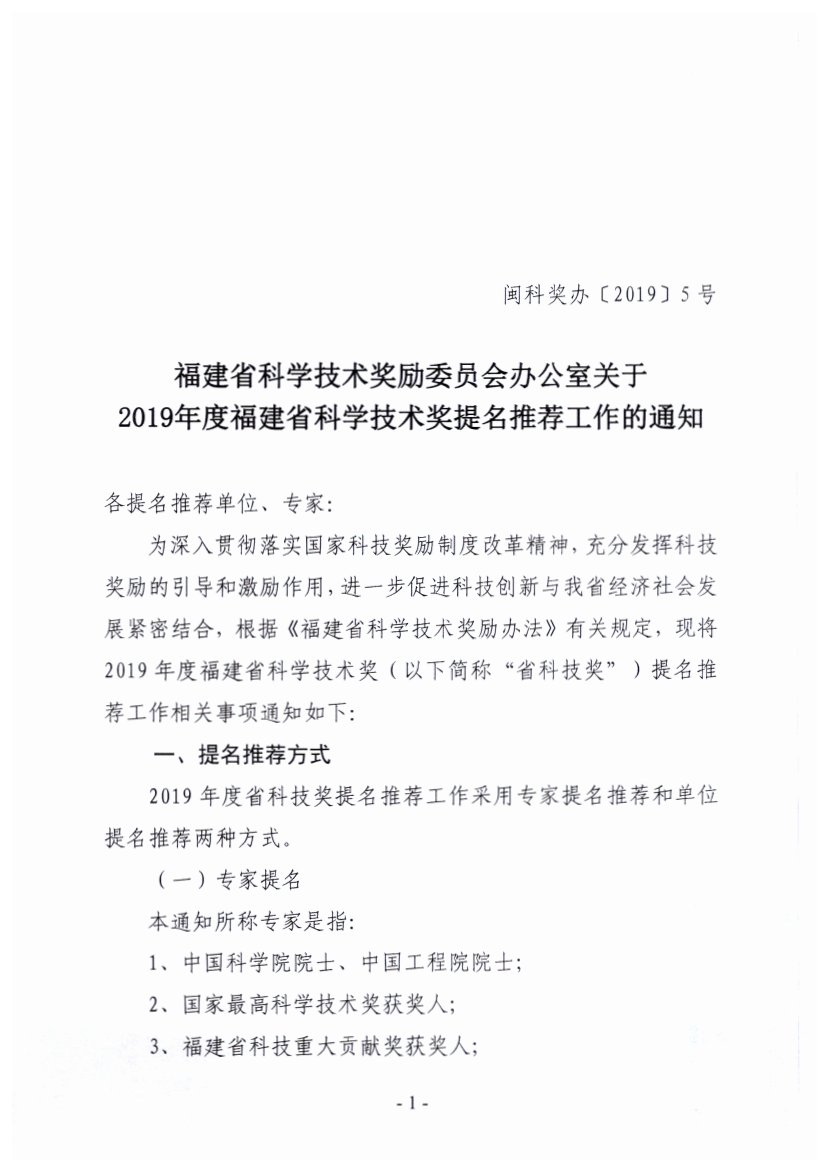 闽科奖办〔2019〕5号
福建省科学技术奖励委员会办公室关于
2019年度福建省科学技术奖提名推荐工作的通知
各提名推荐单位、专家：
为深入贯彻落实国家科技奖励制度改革精神，充分发挥科技
奖励的引导和激励作用，进一步促进科技创新与我省经济社会发
展紧密结合，根据《福建省科学技术奖励办法》有关规定，现将
2019年度福建省科学技术奖（以下简称“省科技奖”）提名推
荐工作相关事项通知如下：
一、提名推荐方式
2019年度省科技奖提名推荐工作采用专家提名推荐和单位
提名推荐两种方式。
（一）专家提名
本通知所称专家是指：
1、中国科学院院士、中国工程院院士；
2、国家最高科学技术奖获奖人；
3、福建省科技重大贡献奖获奖人；
- 1 -